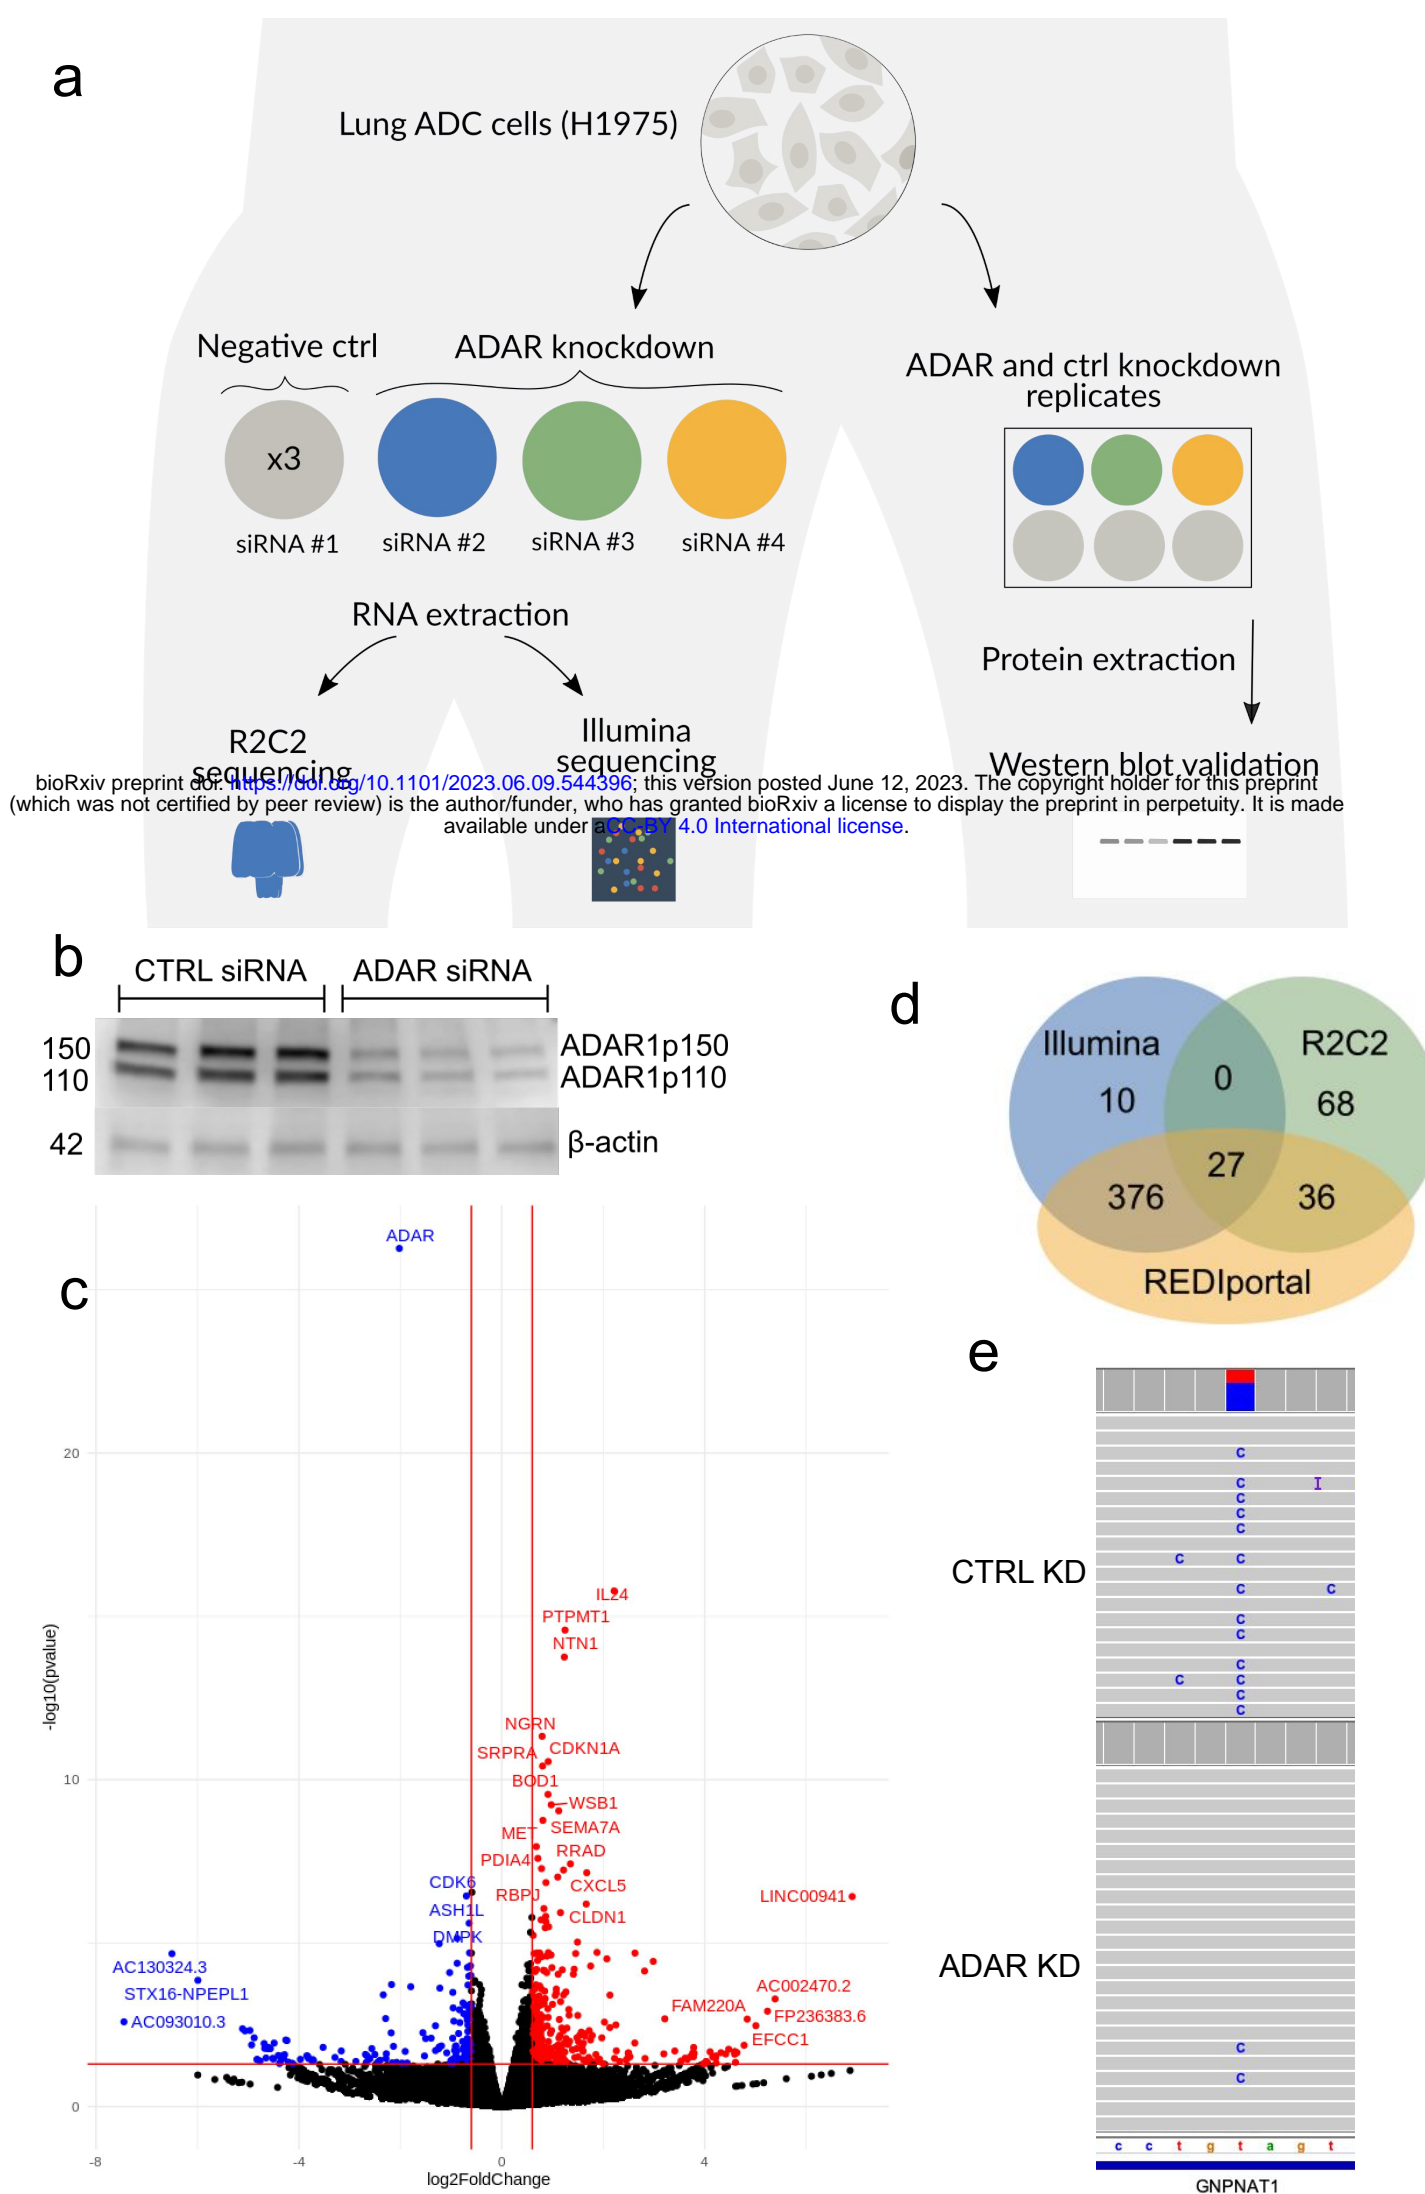 a
Lung ADC cells (H1975)
Negative ctrl
ADAR knockdown
ADAR and ctrl knockdown
replicates
x3
siRNA #1
siRNA #2
siRNA #3
siRNA #4
RNA extraction
Protein extraction
R2C2
sequencing
Illumina
sequencing
Western blot validation
bioRxiv preprint doi: https://doi.org/10.1101/2023.06.09.544396; this version posted June 12, 2023. The copyright holder for this preprint
(which was not certified by peer review) is the author/funder, who has granted bioRxiv a license to display the preprint in perpetuity. It is made
available under aCC-BY 4.0 International license.
b
CTRL siRNA
ADAR siRNA
150
110
42
ADAR1p150
ADAR1p110
β-actin
c
ADAR
IL24
PTPMT1
NTN1
NGRN
SRPRA
CDKN1A
BOD1
WSB1
MET
SEMA7A
PDIA4
RRAD
CDK6
RBPJ
CXCL5
LINC00941
ASH1L
CLDN1
DMPK
AC130324.3
STX16-NPEPL1
AC093010.3
AC002470.2
FAM220A
FP236383.6
EFCC1
20
10
0
-log10(pvalue)
-8
-4
0
4
log2FoldChange
d
Illumina
R2C2
10
0
68
27
376
36
REDIportal
e
CTRL KD
C
C I
C
C
C
C C
C C
C
C
C
C C
C
C
ADAR KD
C
C
c c t g t a g t
GNPNAT1